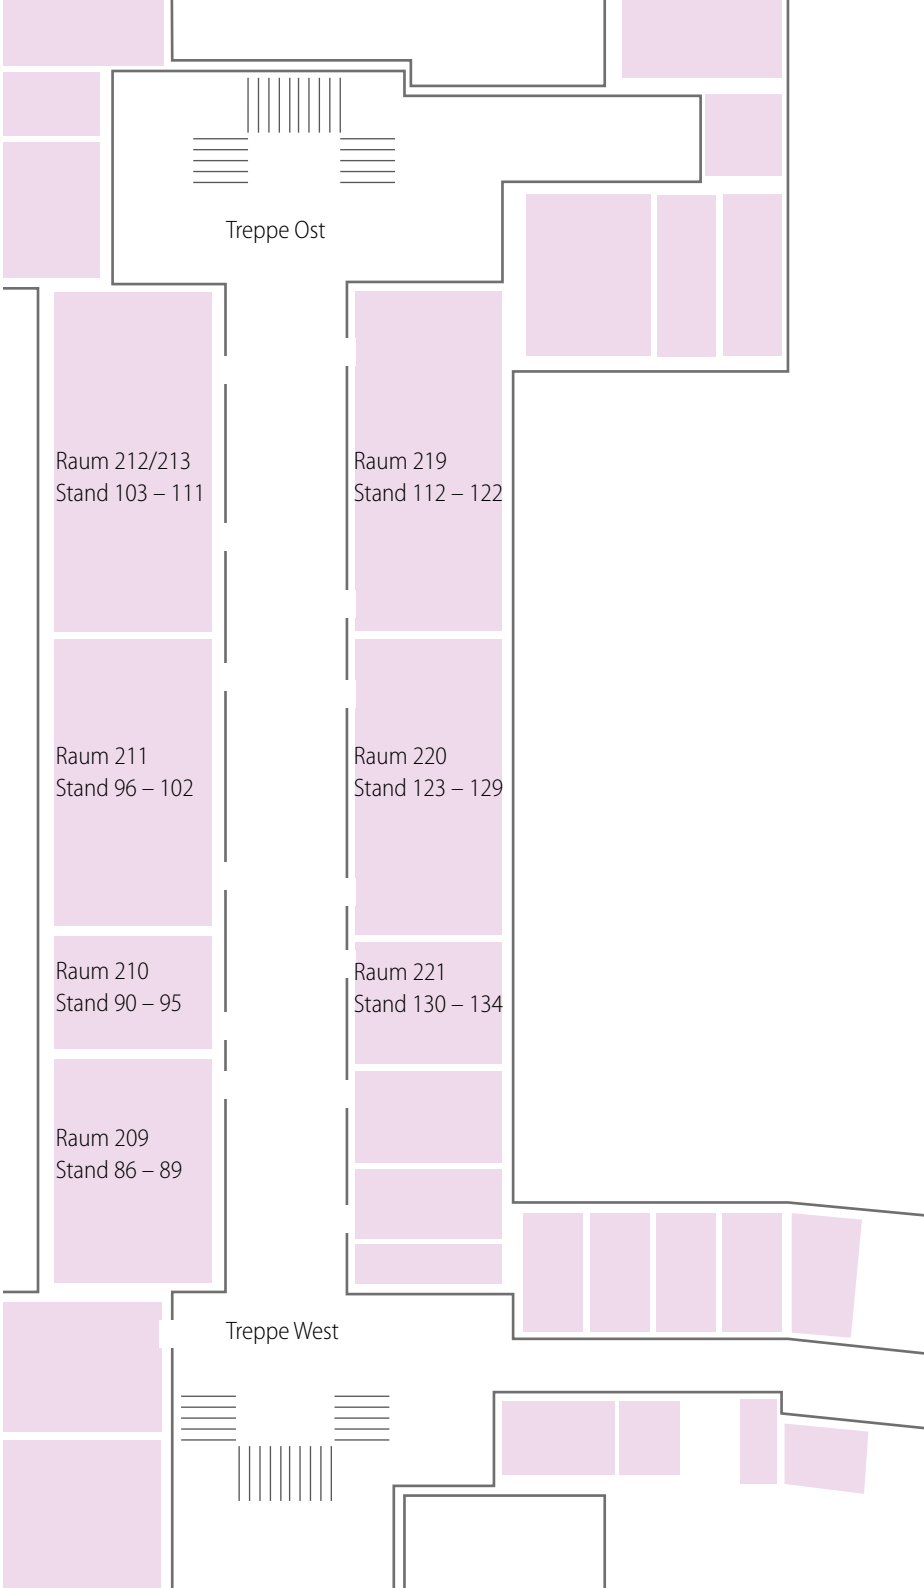 Treppe Ost
Raum 212/213
Stand 103 – 111
Raum 219
Stand 112 – 122
Raum 211
Stand 96 – 102
Raum 220
Stand 123 – 129
Raum 210
Stand 90 – 95
Raum 221
Stand 130 – 134
Raum 209
Stand 86 – 89
Treppe West